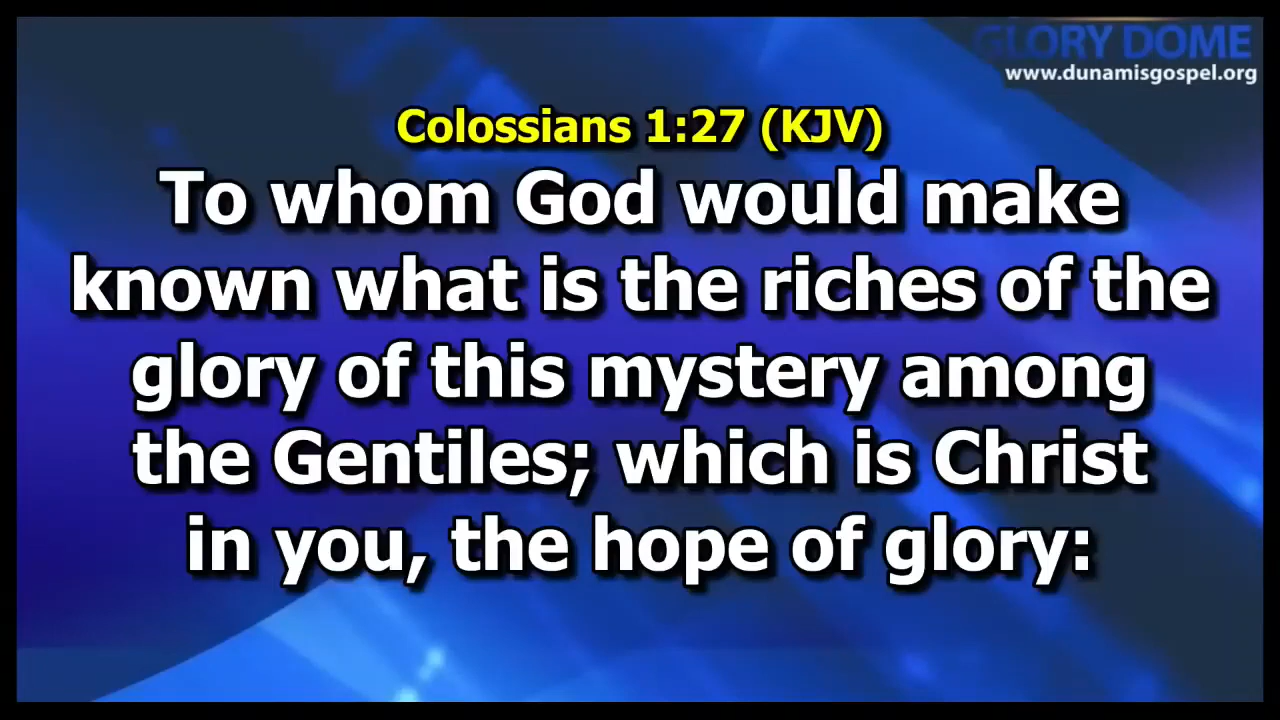 GLORY DOME
www.dunamisgospel.org
Colossians 1:27 (KJV)
To whom God would make
known what is the riches of the
glory of this mystery among
the Gentiles; which is Christ
in you, the hope of glory: